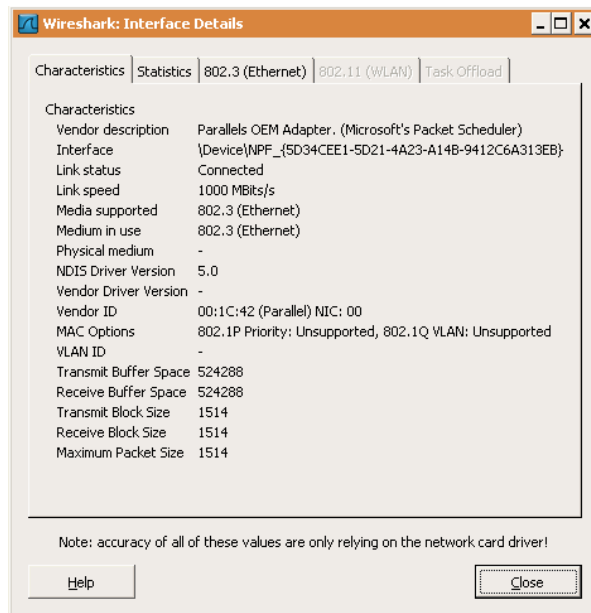 Wireshark: Interface Details
Characteristics Statistics 802.3 (Ethernet) 802.11 (WLAN) Task Offload
Characteristics
Vendor description Parallels OEM Adapter. (Microsoft's Packet Scheduler)
Interface \Device\NPF_{5D34CEE1-5D21-4A23-A14B-9412C6A313EB}
Link status Connected
Link speed 1000 MBits/s
Media supported 802.3 (Ethernet)
Medium in use 802.3 (Ethernet)
Physical medium -
NDIS Driver Version 5.0
Vendor Driver Version -
Vendor ID 00:1C:42 (Parallel) NIC: 00
MAC Options 802.1P Priority: Unsupported, 802.1Q VLAN: Unsupported
VLAN ID -
Transmit Buffer Space 524288
Receive Buffer Space 524288
Transmit Block Size 1514
Receive Block Size 1514
Maximum Packet Size 1514
Note: accuracy of all of these values are only relying on the network card driver!
Help Close